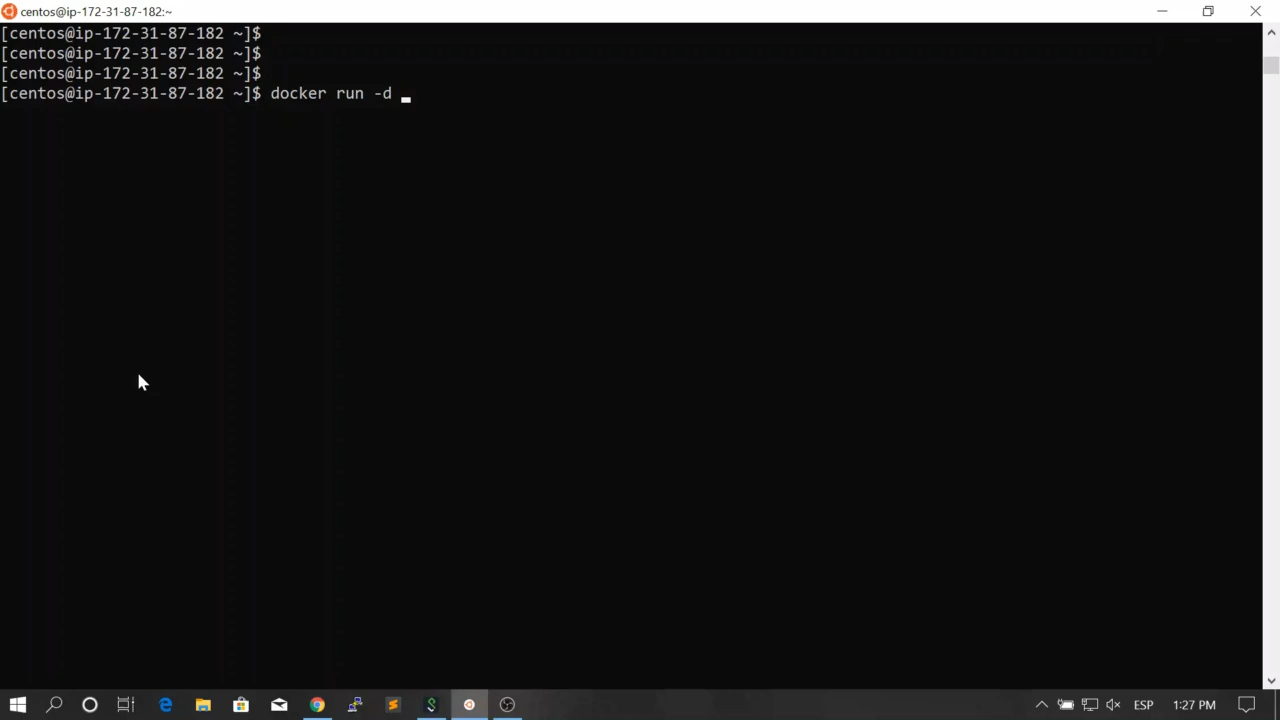 centos@ip-172-31-87-182:~
[centos@ip-172-31-87-182 ~]$
[centos@ip-172-31-87-182 ~]$
[centos@ip-172-31-87-182 ~]$
[centos@ip-172-31-87-182 ~]$ docker run -d
ESP
1:27 PM